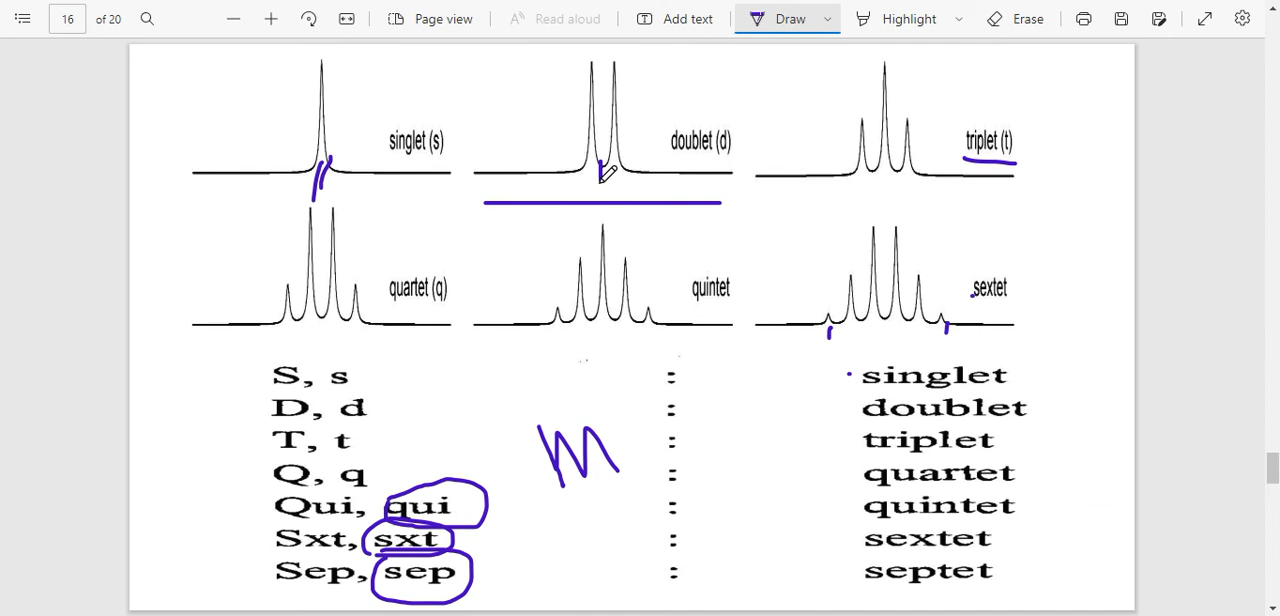 16 of 20 Page view Read aloud Add text Draw Highlight Erase
singlet (s) doublet (d) triplet (t)
quartet (q) quintet sextet
S, s : singlet
D, d : doublet
T, t : triplet
M
Q, q : quartet
Qui, qui : quintet
Sxt, sxt : sextet
Sep, sep : septet